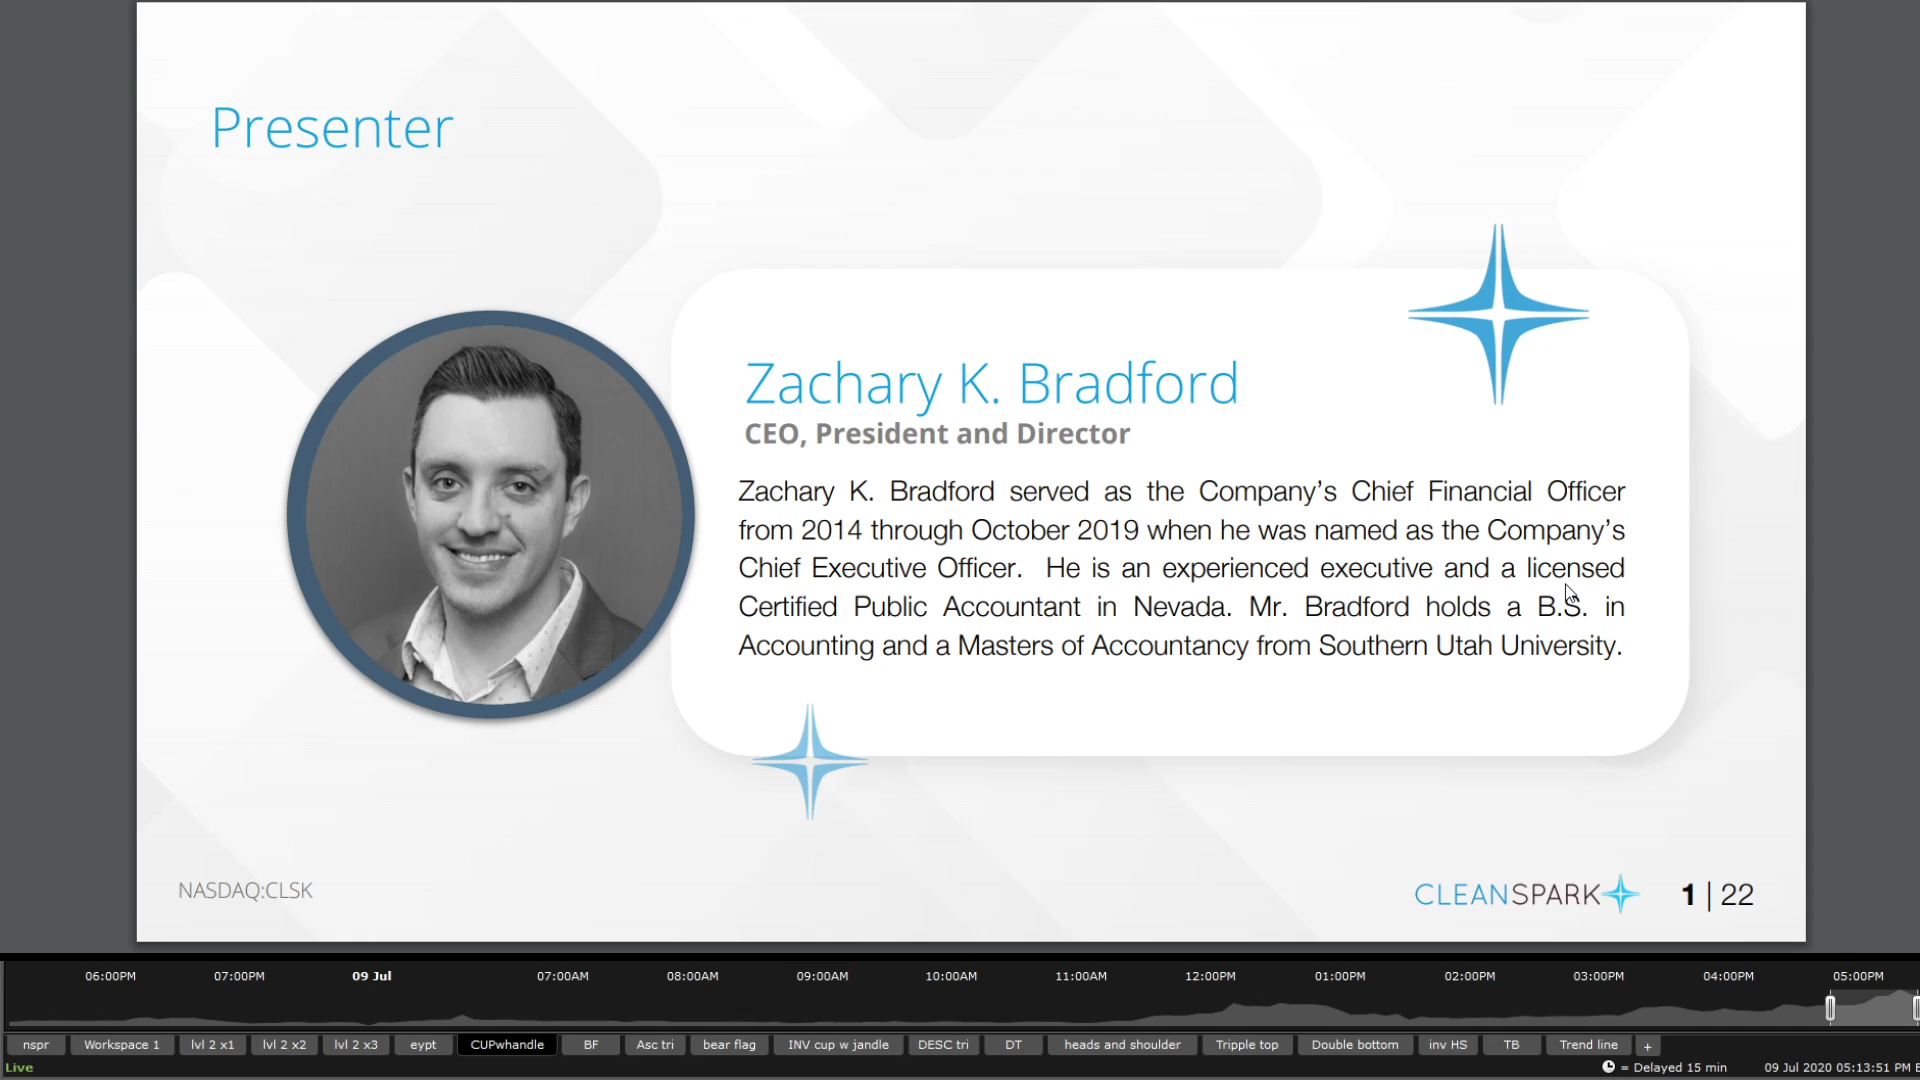 Presenter
Zachary K. Bradford
CEO, President and Director
Zachary K. Bradford served as the Company’s Chief Financial Officer
from 2014 through October 2019 when he was named as the Company’s
Chief Executive Officer. He is an experienced executive and a licensed
Certified Public Accountant in Nevada. Mr. Bradford holds a B.S. in
Accounting and a Masters of Accountancy from Southern Utah University.
NASDAQ:CLSK
CLEANSPARK
1 | 22
06:00PM 07:00PM 09 Jul 07:00AM 08:00AM 09:00AM 10:00AM 11:00AM 12:00PM 01:00PM 02:00PM 03:00PM 04:00PM 05:00PM
nspr Workspace 1 lvl 2 x1 lvl 2 x2 lvl 2 x3 eypt CUPwhandle BF Asc tri bear flag INV cup w jandle DESC tri DT heads and shoulder Tripple top Double bottom inv HS TB Trend line +
Live = Delayed 15 min 09 Jul 2020 05:13:51 PM